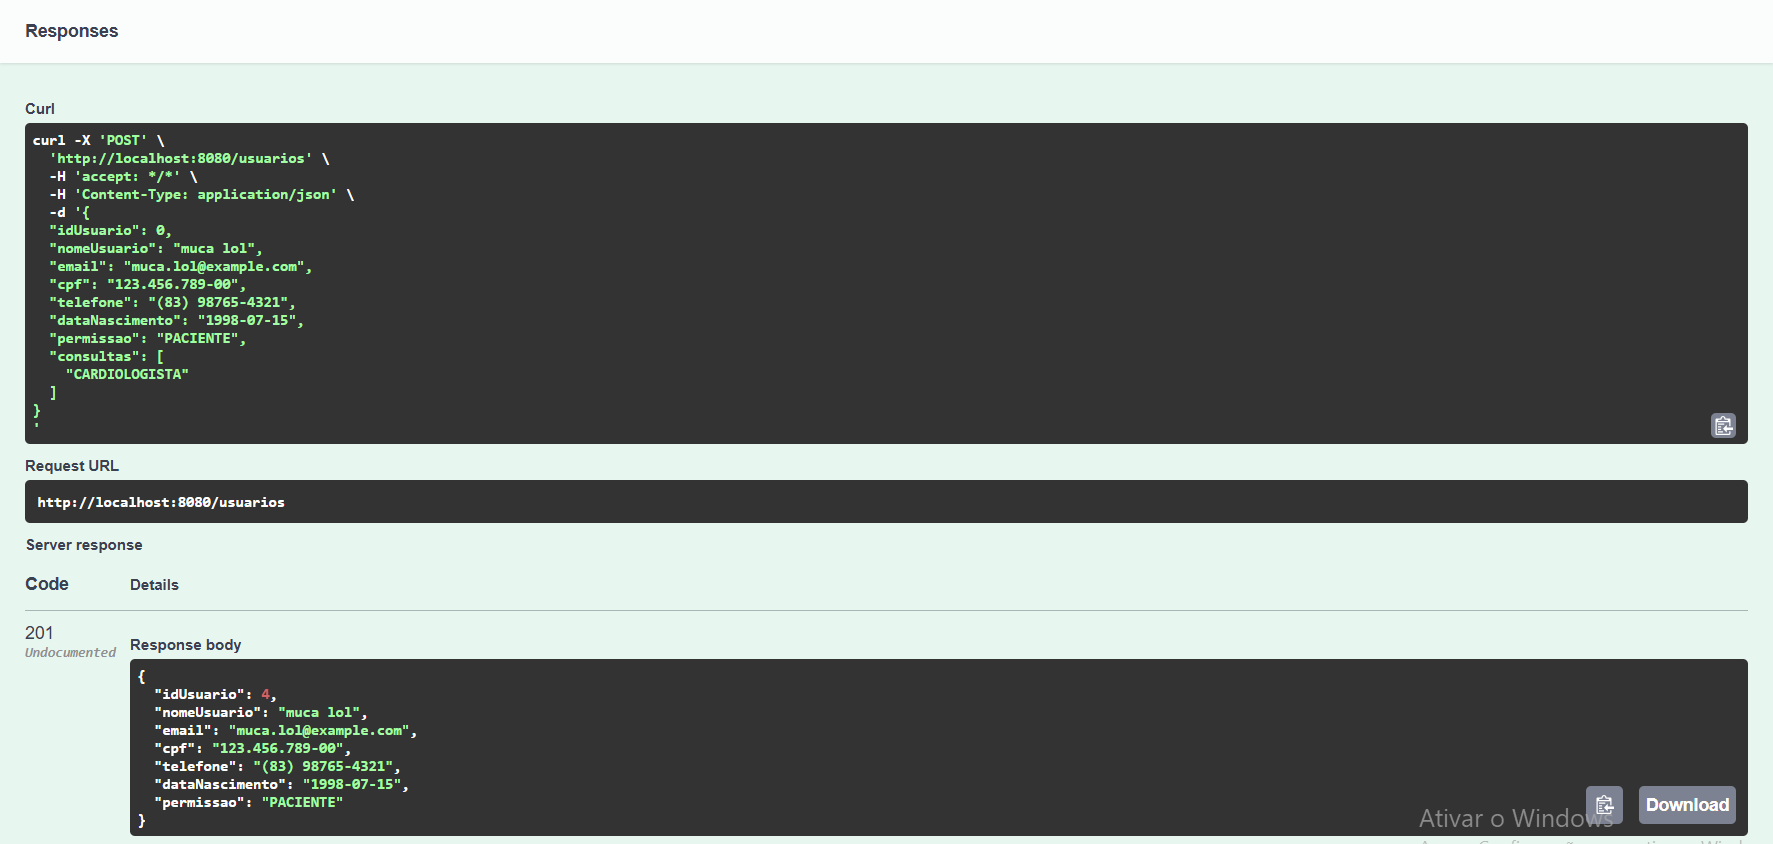 Responses
Curl
curl -X 'POST' \
  'http://localhost:8080/usuarios' \
  -H 'accept: */*' \
  -H 'Content-Type: application/json' \
  -d '{
  "idUsuario": 0,
  "nomeUsuario": "muca lol",
  "email": "muca.lol@example.com",
  "cpf": "123.456.789-00",
  "telefone": "(83) 98765-4321",
  "dataNascimento": "1998-07-15",
  "permissao": "PACIENTE",
  "consultas": [
    "CARDIOLOGISTA"
  ]
}
'
Request URL
http://localhost:8080/usuarios
Server response
Code Details
201
Undocumented
Response body
{
  "idUsuario": 4,
  "nomeUsuario": "muca lol",
  "email": "muca.lol@example.com",
  "cpf": "123.456.789-00",
  "telefone": "(83) 98765-4321",
  "dataNascimento": "1998-07-15",
  "permissao": "PACIENTE"
}
Download
Ativar o Windows